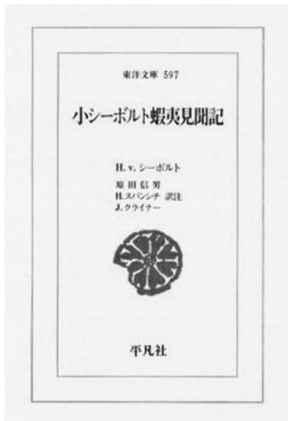 東洋文庫 597
小シーボルト蝦夷見聞記
H. v. シーボルト
原田信男
H.スパンシチ 訳注
J.クライナー
平凡社